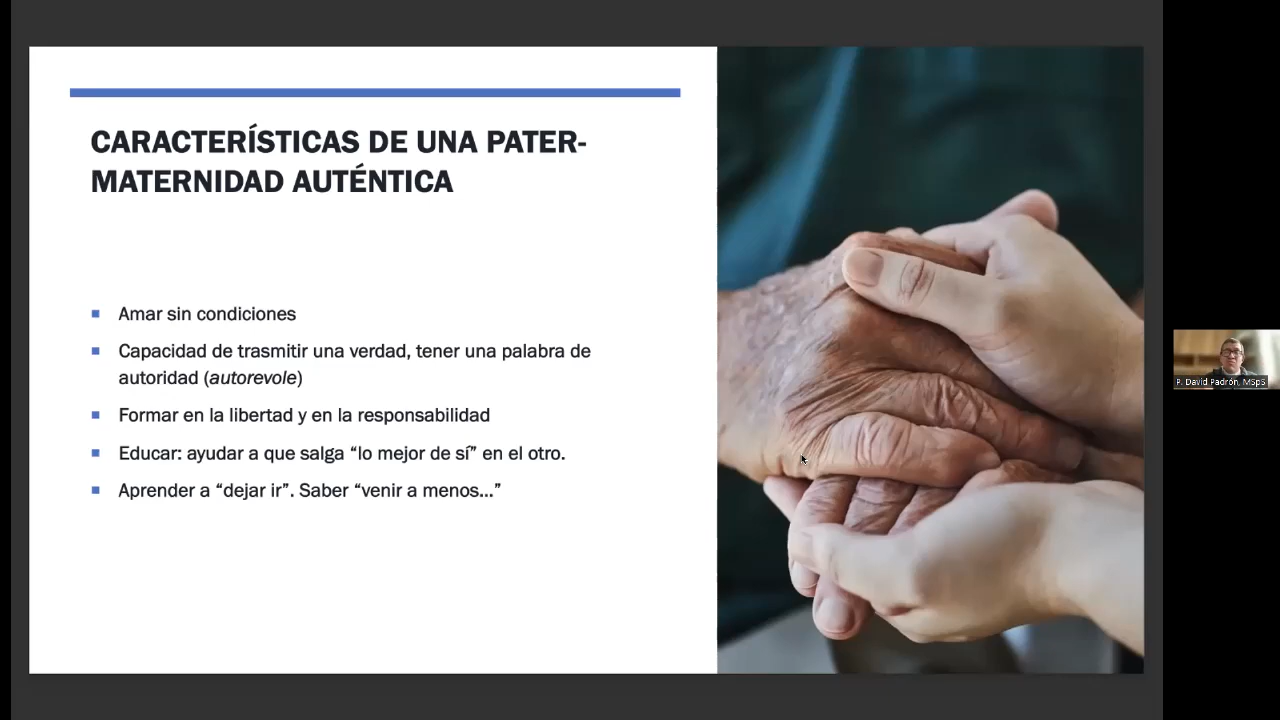 CARACTERÍSTICAS DE UNA PATER-
MATERNIDAD AUTÉNTICA
▪ Amar sin condiciones
▪ Capacidad de trasmitir una verdad, tener una palabra de
autoridad (autorevole)
▪ Formar en la libertad y en la responsabilidad
▪ Educar: ayudar a que salga “lo mejor de sí” en el otro.
▪ Aprender a “dejar ir”. Saber “venir a menos...”
P. David Padrón, MSpS